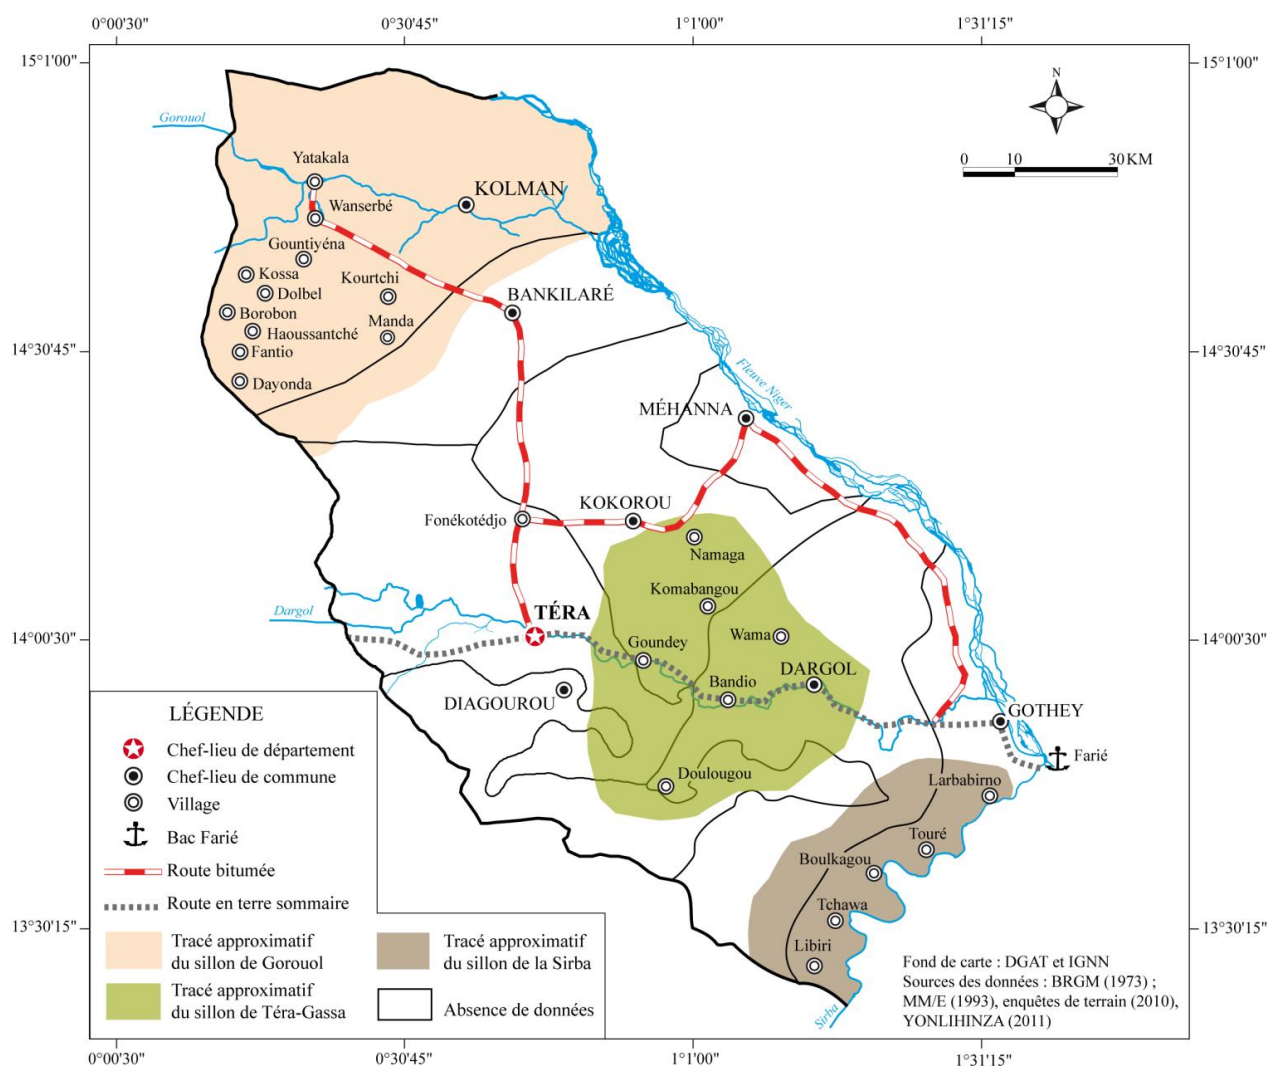 0°00'30"
0°30'45"
1°1'00"
1°31'15"
15°1'00"
15°1'00"
N
Gorouol
Yatakala
0 10 30 KM
KOLMAN
Wanserbé
Gountiyéna
Kossa
Kourtchi
Dolbel
BANKILARÉ
Borobon
Manda
Haoussantché
14°30'45"
Fantio
14°30'45"
Fleuve Niger
Dayonda
MÉHANNA
KOKOROU
Fonékotédjo
Namaga
Komabangou
Dargol
TÉRA
14°00'30"
Wama
14°00'30"
Goundey
DARGOL
Bandio
DIAGOUROU
GOTHEY
Farié
Doulougou
Larbabirno
Touré
Boulkagou
Tchawa
Libiri
Sirba
LÉGENDE
Chef-lieu de département
Chef-lieu de commune
Village
Bac Farié
Route bitumée
Route en terre sommaire
13°30'15"
13°30'15"
Tracé approximatif
du sillon de Gorouol
Tracé approximatif
du sillon de la Sirba
Tracé approximatif
du sillon de Téra-Gassa
Absence de données
Fond de carte : DGAT et IGNN
Sources des données : BRGM (1973) ;
MM/E (1993), enquêtes de terrain (2010),
YONLIHINZA (2011)
0°00'30"
0°30'45"
1°1'00"
1°31'15"